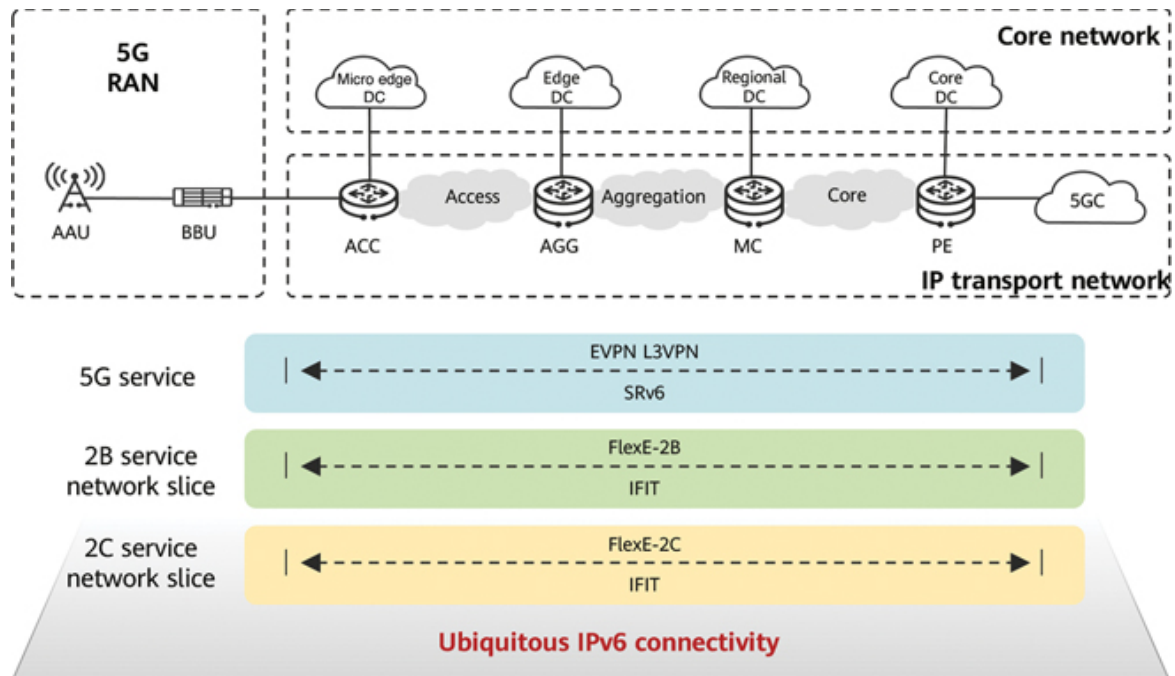 5G
RAN
Core network
Micro edge
DC
Edge
DC
Regional
DC
Core
DC
AAU
BBU
ACC
Access
AGG
Aggregation
MC
Core
PE
5GC
IP transport network
5G service
EVPN L3VPN
SRv6
2B service
network slice
FlexE-2B
IFIT
2C service
network slice
FlexE-2C
IFIT
Ubiquitous IPv6 connectivity